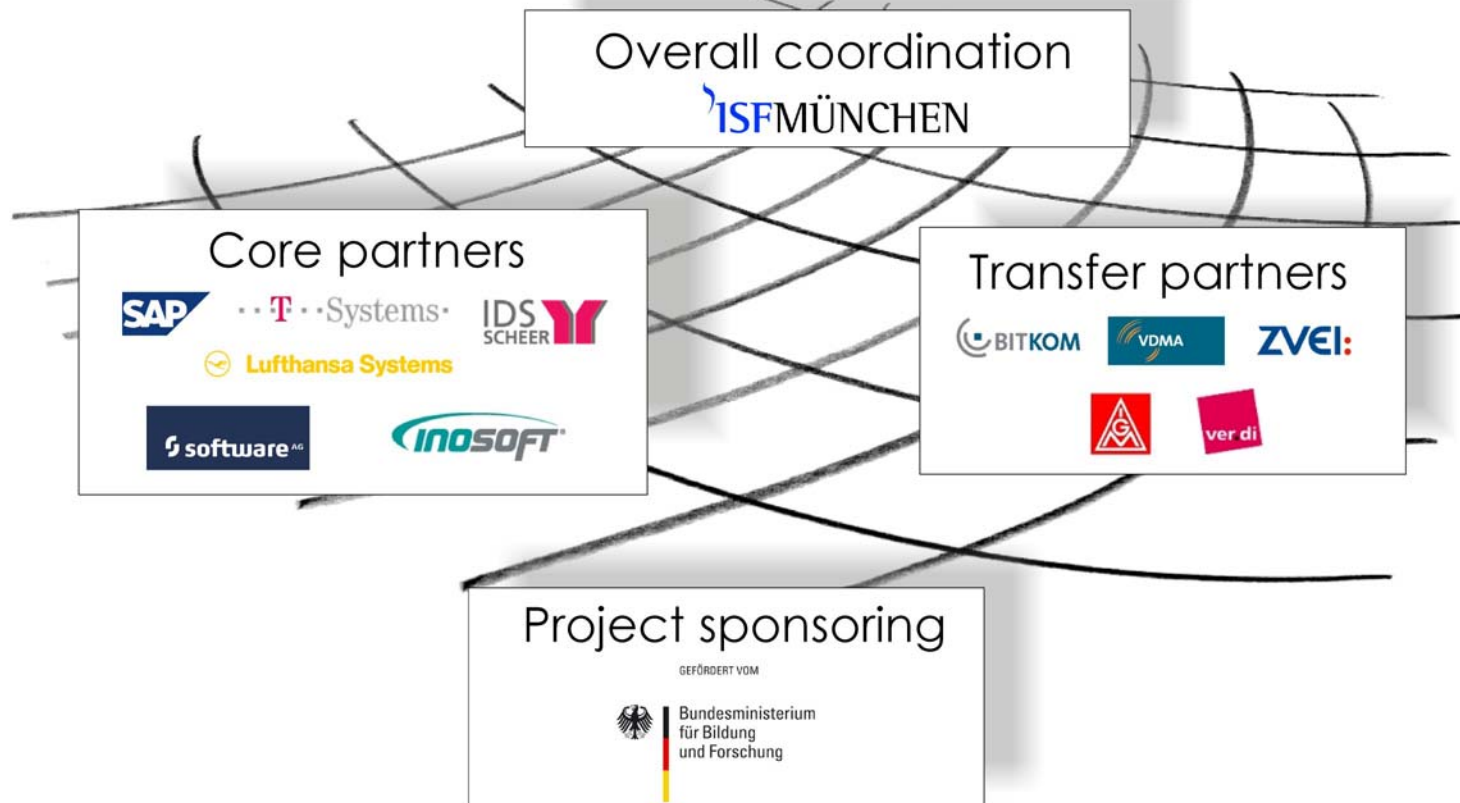 Overall coordination
ISFMÜNCHEN
Core partners
SAP
··T··Systems·
IDS
SCHEER
Lufthansa Systems
software AG
INOSOFT
Transfer partners
BITKOM
VDMA
ZVEI:
IGM
ver.di
Project sponsoring
GEFÖRDERT VOM
Bundesministerium
für Bildung
und Forschung